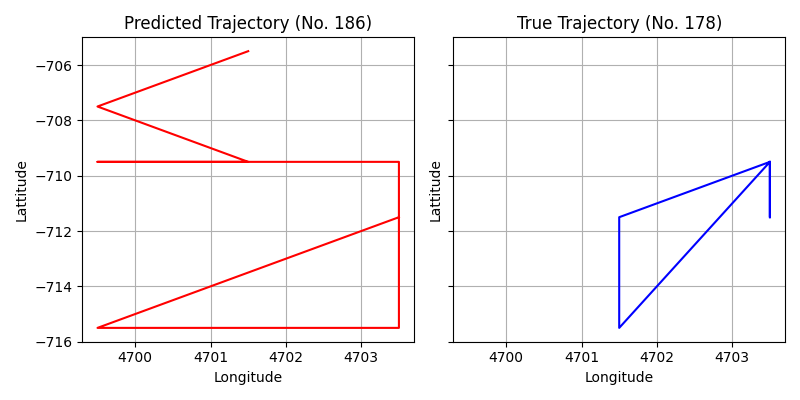 Predicted Trajectory (No. 186)
True Trajectory (No. 178)
Lattitude
−706
−708
−710
−712
−714
−716
4700
4701
4702
4703
Longitude
Lattitude
4700
4701
4702
4703
Longitude